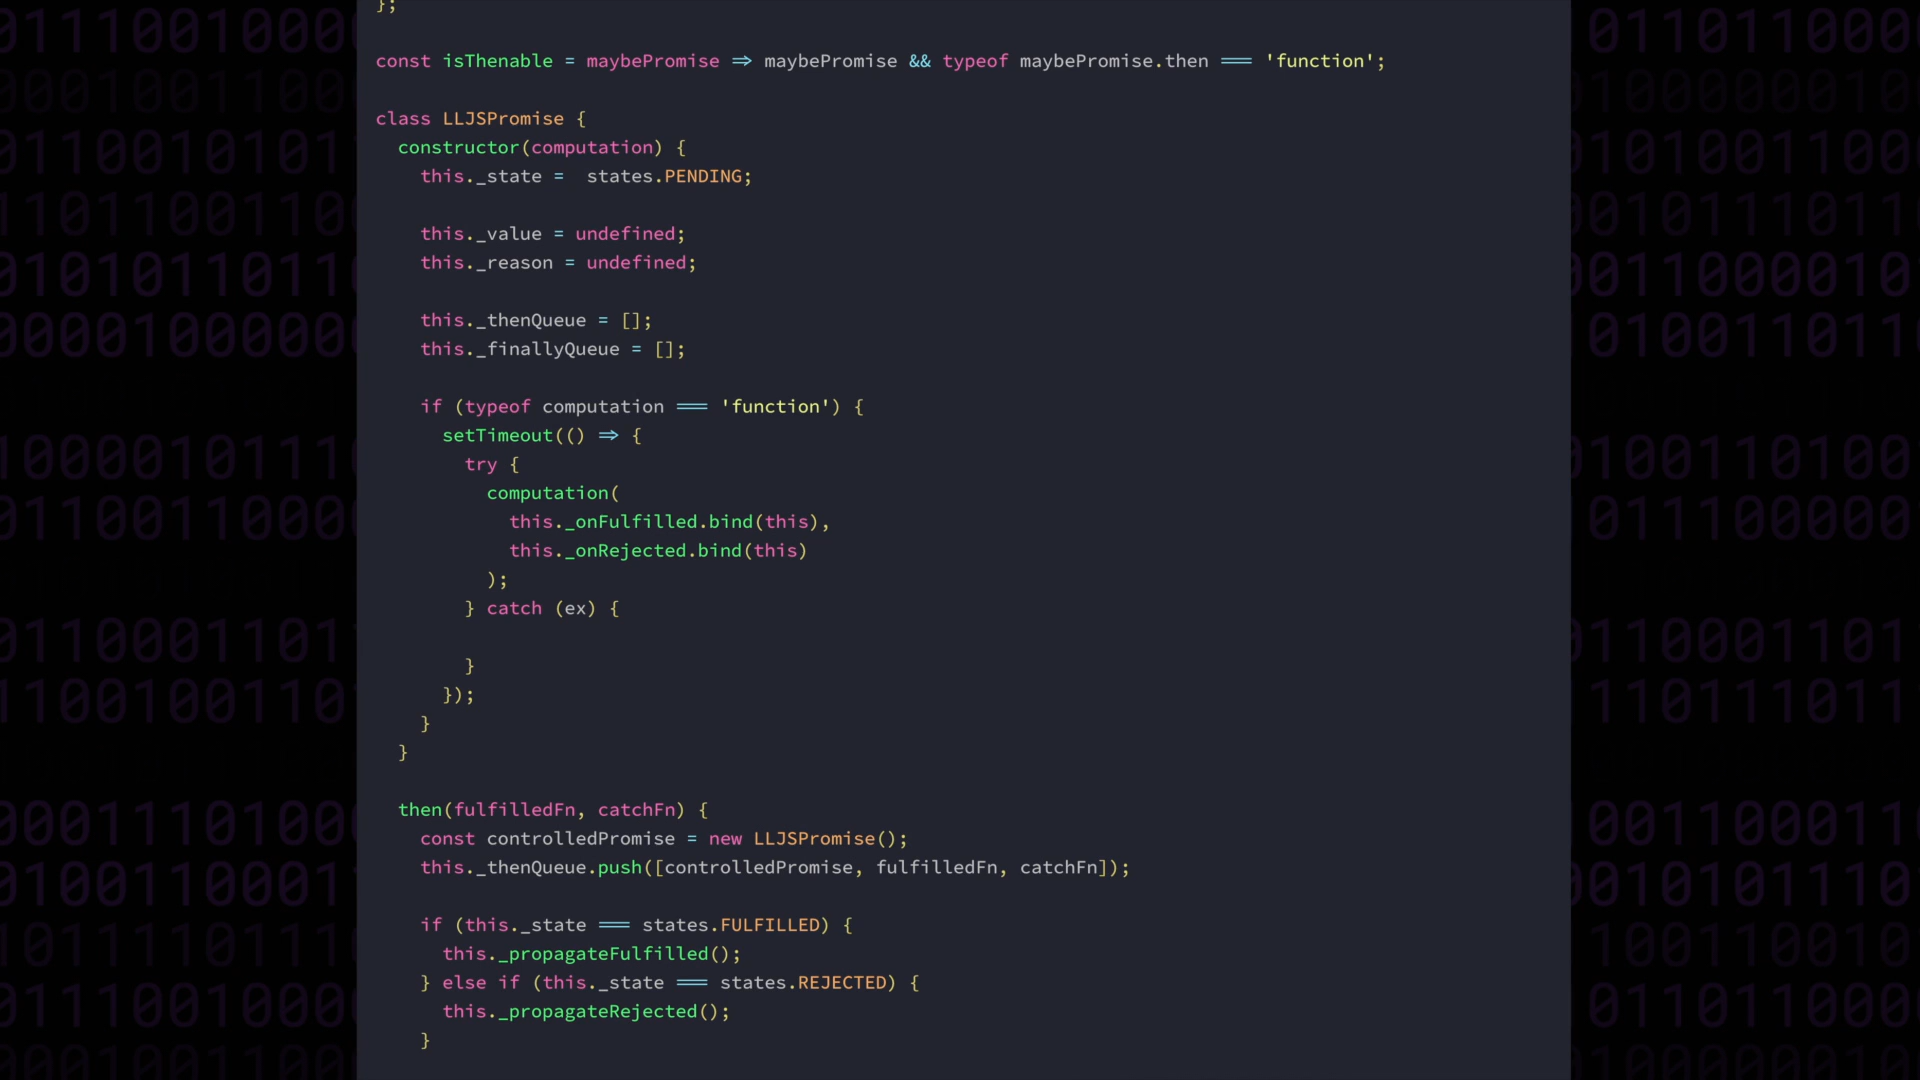 };
const isThenable = maybePromise => maybePromise && typeof maybePromise.then === 'function';
class LLJSPromise {
constructor(computation) {
this._state =  states.PENDING;
this._value = undefined;
this._reason = undefined;
this._thenQueue = [];
this._finallyQueue = [];
if (typeof computation === 'function') {
setTimeout(() => {
try {
computation(
this._onFulfilled.bind(this),
this._onRejected.bind(this)
);
} catch (ex) {
}
});
}
}
then(fulfilledFn, catchFn) {
const controlledPromise = new LLJSPromise();
this._thenQueue.push([controlledPromise, fulfilledFn, catchFn]);
if (this._state === states.FULFILLED) {
this._propagateFulfilled();
} else if (this._state === states.REJECTED) {
this._propagateRejected();
}